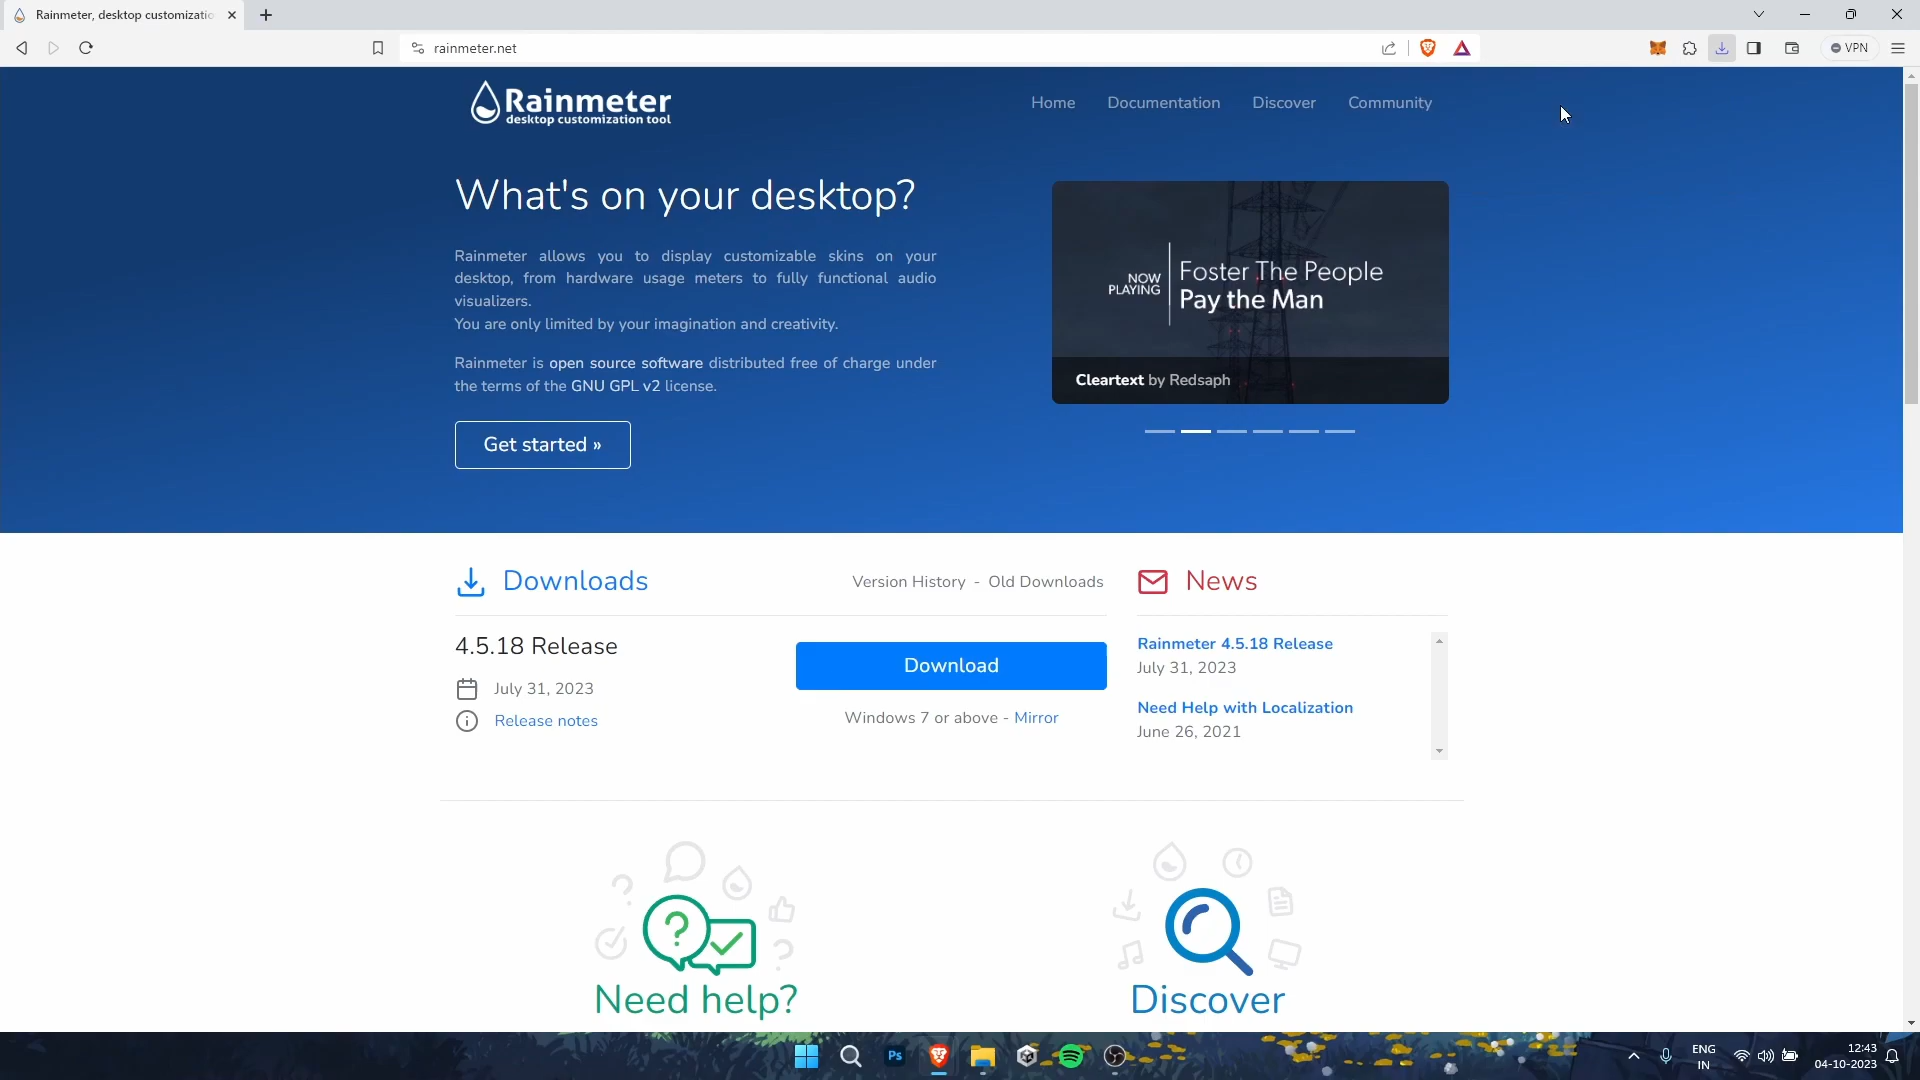 Rainmeter, desktop customizatio
rainmeter.net
VPN
Rainmeter
desktop customization tool
Home
Documentation
Discover
Community
What's on your desktop?
Rainmeter allows you to display customizable skins on your
desktop, from hardware usage meters to fully functional audio
visualizers.
You are only limited by your imagination and creativity.
Rainmeter is open source software distributed free of charge under
the terms of the GNU GPL v2 license.
Get started »
NOW
PLAYING
Foster The People
Pay the Man
Cleartext by Redsaph
Downloads
Version History - Old Downloads
4.5.18 Release
July 31, 2023
Release notes
Download
Windows 7 or above - Mirror
News
Rainmeter 4.5.18 Release
July 31, 2023
Need Help with Localization
June 26, 2021
Need help?
Discover
Ps
ENG
IN
12:43
04-10-2023